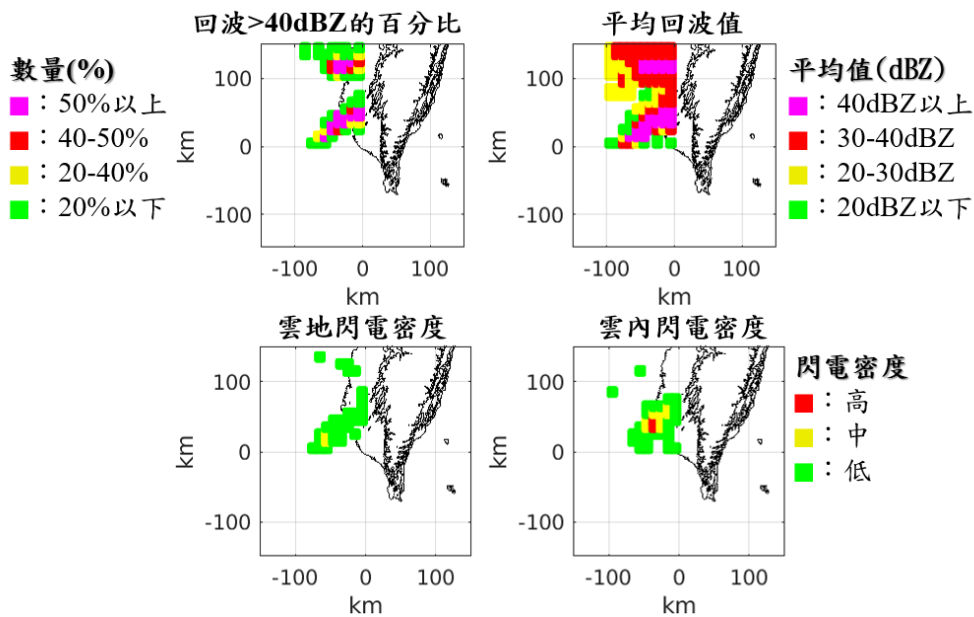 回波>40dBZ的百分比
平均回波值
數量(%)
：50%以上
：40-50%
：20-40%
：20%以下
100
0
-100
km
-100
0
100
km
100
0
-100
km
-100
0
100
km
平均值(dBZ)
：40dBZ以上
：30-40dBZ
：20-30dBZ
：20dBZ以下
雲地閃電密度
雲內閃電密度
100
0
-100
km
-100
0
100
km
100
0
-100
km
-100
0
100
km
閃電密度
：高
：中
：低